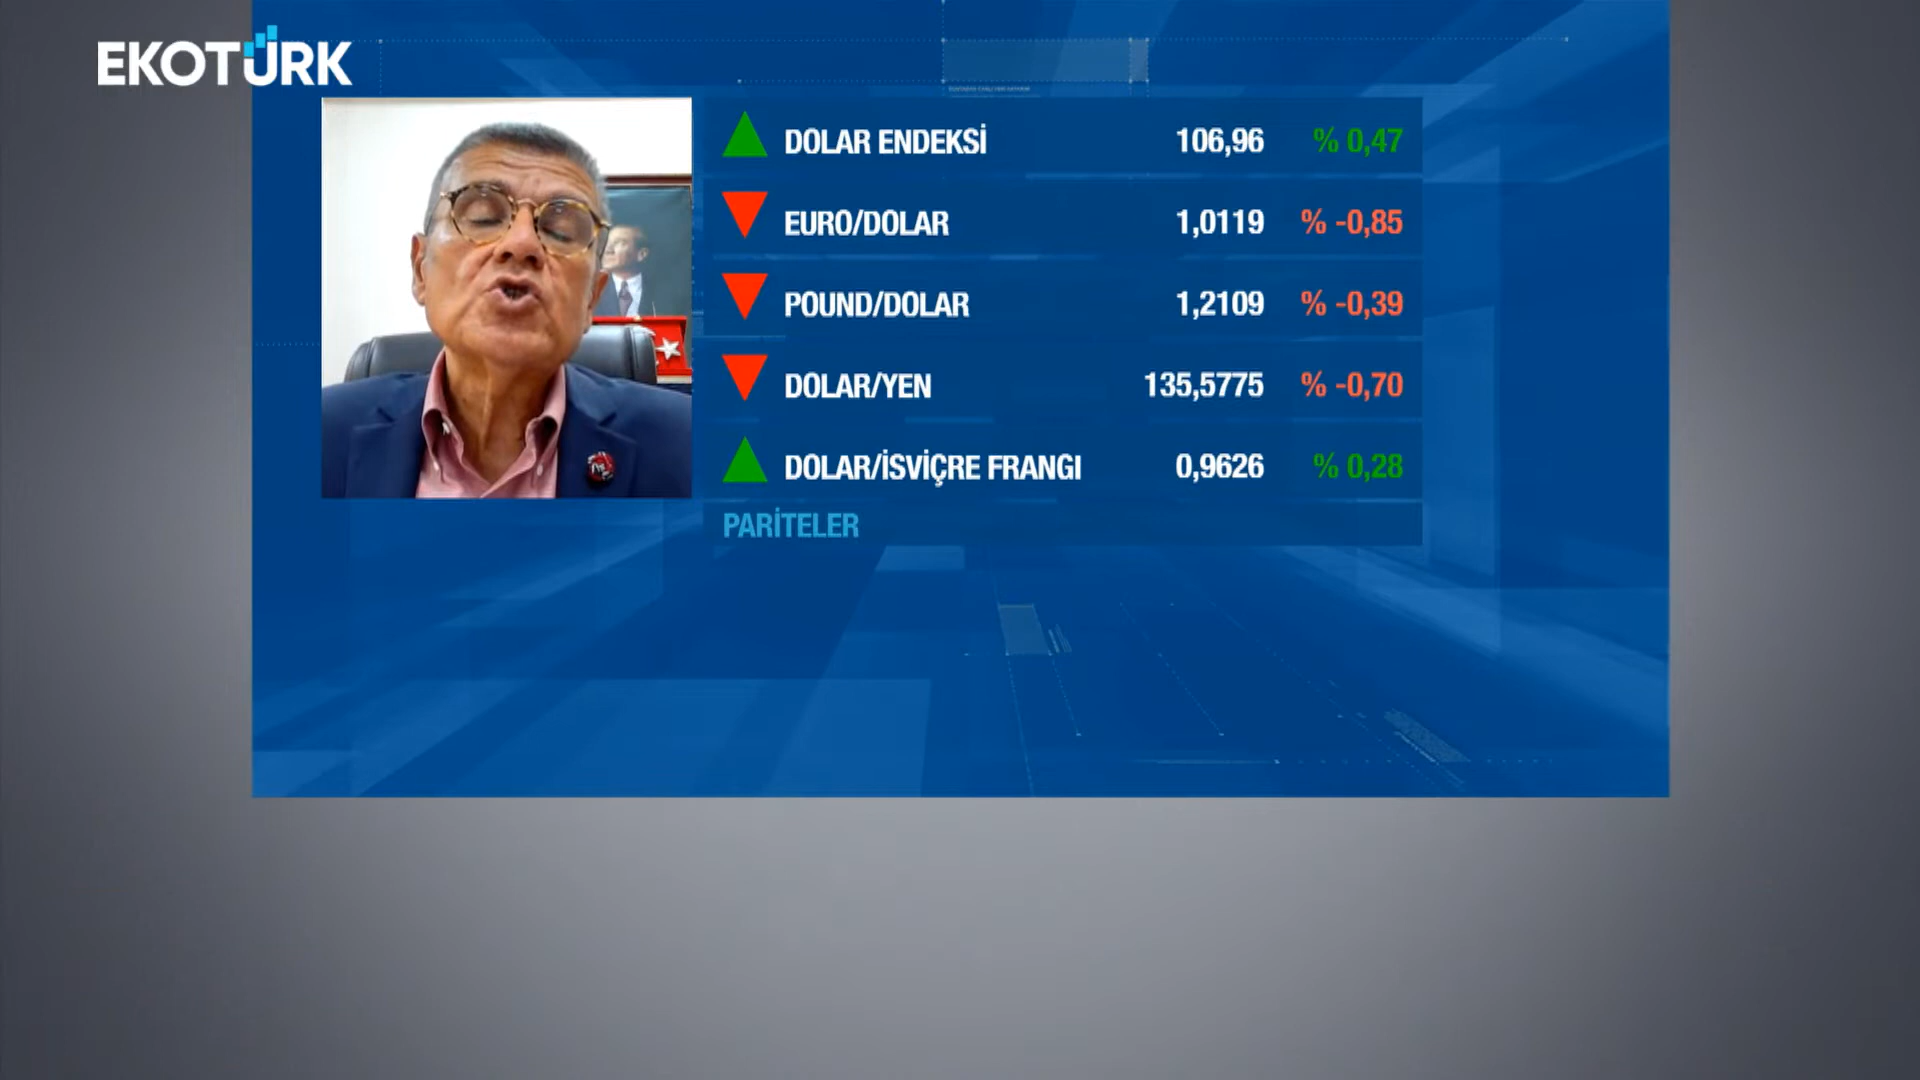 EKOTÜRK
DOLAR ENDEKSİ 106,96 % 0,47
EURO/DOLAR 1,0119 % -0,85
POUND/DOLAR 1,2109 % -0,39
DOLAR/YEN 135,5775 % -0,70
DOLAR/İSVİÇRE FRANGI 0,9626 % 0,28
PARİTELER